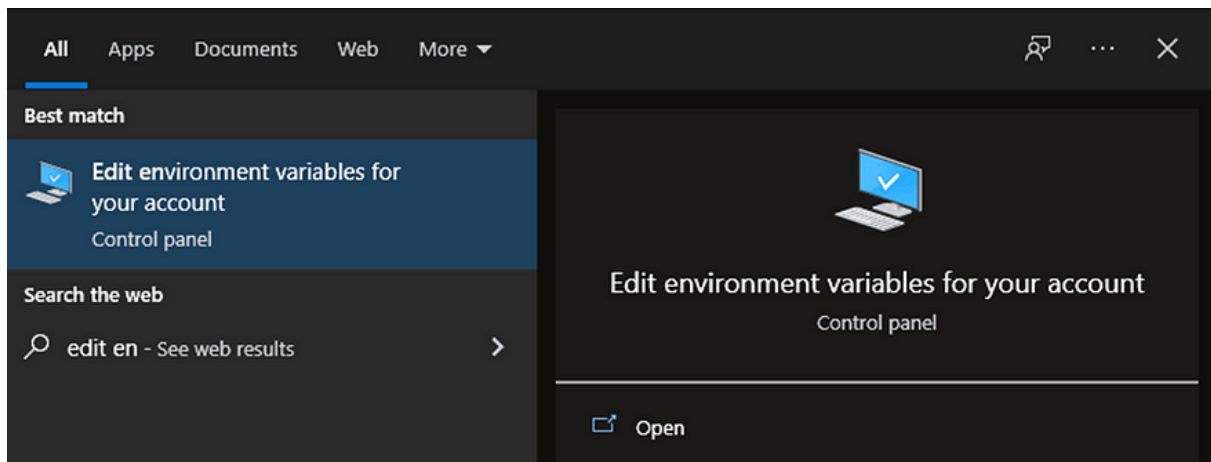 All Apps Documents Web More
Best match
Edit environment variables for
your account
Control panel
Search the web
edit en - See web results
Edit environment variables for your account
Control panel
Open